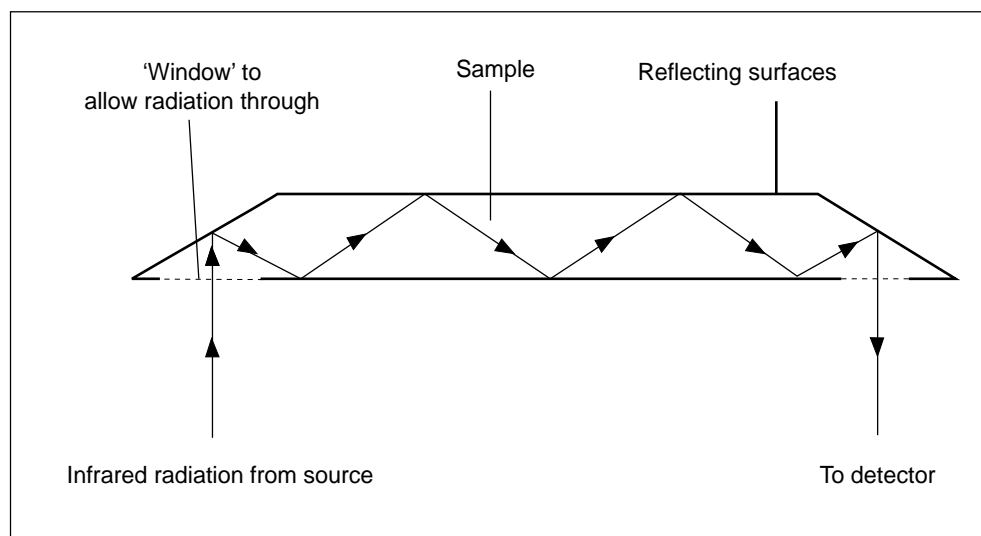 ‘Window’ to
allow radiation through
Sample
Reflecting surfaces
Infrared radiation from source
To detector